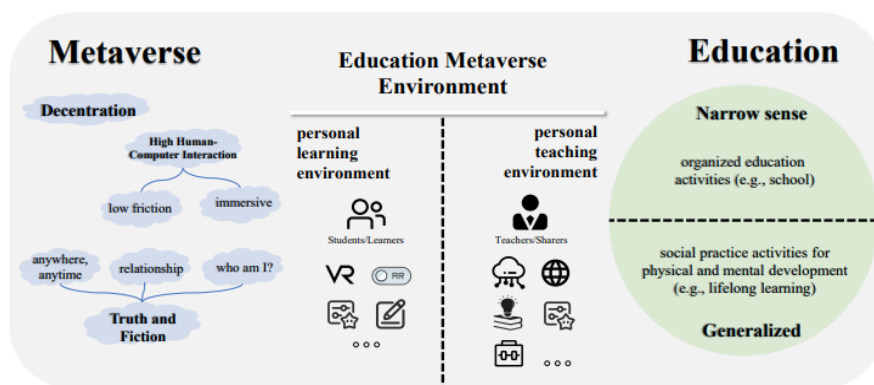 Metaverse
Decentration
High Human-
Computer Interaction
low friction
immersive
anywhere,
anytime
relationship
who am I?
Truth and
Fiction
Education Metaverse
Environment
personal
learning
environment
Students/Learners
VR
AR
personal
teaching
environment
Teachers/Sharers
Education
Narrow sense
organized education
activities (e.g., school)
social practice activities for
physical and mental development
(e.g., lifelong learning)
Generalized